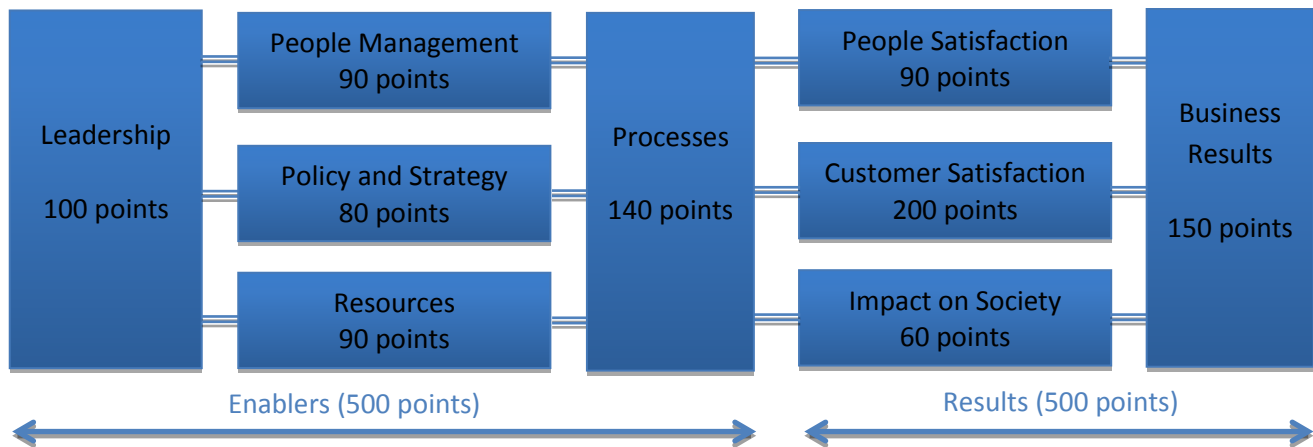 Leadership
100 points
People Management
90 points
Policy and Strategy
80 points
Resources
90 points
Processes
140 points
People Satisfaction
90 points
Customer Satisfaction
200 points
Impact on Society
60 points
Business
Results
150 points
Enablers (500 points)
Results (500 points)